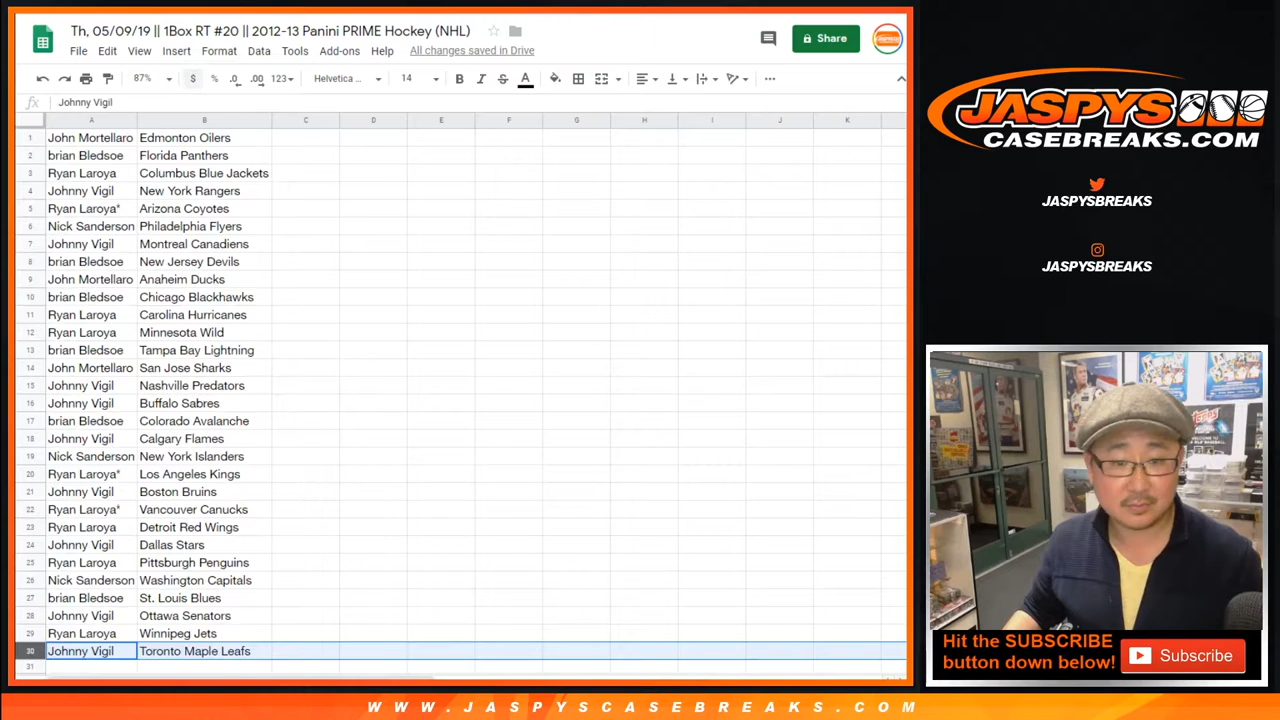 Th, 05/09/19 || 1Box RT #20 || 2012-13 Panini PRIME Hockey (NHL)
File Edit View Insert Format Data Tools Add-ons Help All changes saved in Drive
Share
87% $ % .0 .00 123 Helvetica ... 14 B I S A
fx Johnny Vigil
A B C D E F G H I J K
1 John Mortellaro Edmonton Oilers
2 brian Bledsoe Florida Panthers
3 Ryan Laroya Columbus Blue Jackets
4 Johnny Vigil New York Rangers
5 Ryan Laroya* Arizona Coyotes
6 Nick Sanderson Philadelphia Flyers
7 Johnny Vigil Montreal Canadiens
8 brian Bledsoe New Jersey Devils
9 John Mortellaro Anaheim Ducks
10 brian Bledsoe Chicago Blackhawks
11 Ryan Laroya Carolina Hurricanes
12 Ryan Laroya Minnesota Wild
13 brian Bledsoe Tampa Bay Lightning
14 John Mortellaro San Jose Sharks
15 Johnny Vigil Nashville Predators
16 Johnny Vigil Buffalo Sabres
17 brian Bledsoe Colorado Avalanche
18 Johnny Vigil Calgary Flames
19 Nick Sanderson New York Islanders
20 Ryan Laroya* Los Angeles Kings
21 Johnny Vigil Boston Bruins
22 Ryan Laroya* Vancouver Canucks
23 Ryan Laroya Detroit Red Wings
24 Johnny Vigil Dallas Stars
25 Ryan Laroya Pittsburgh Penguins
26 Nick Sanderson Washington Capitals
27 brian Bledsoe St. Louis Blues
28 Johnny Vigil Ottawa Senators
29 Ryan Laroya Winnipeg Jets
30 Johnny Vigil Toronto Maple Leafs
31
JASPYS
CASEBREAKS.COM
JASPYSBREAKS
JASPYSBREAKS
topps
Hit the SUBSCRIBE
button down below!
Subscribe
WWW.JASPYSCASEBREAKS.COM